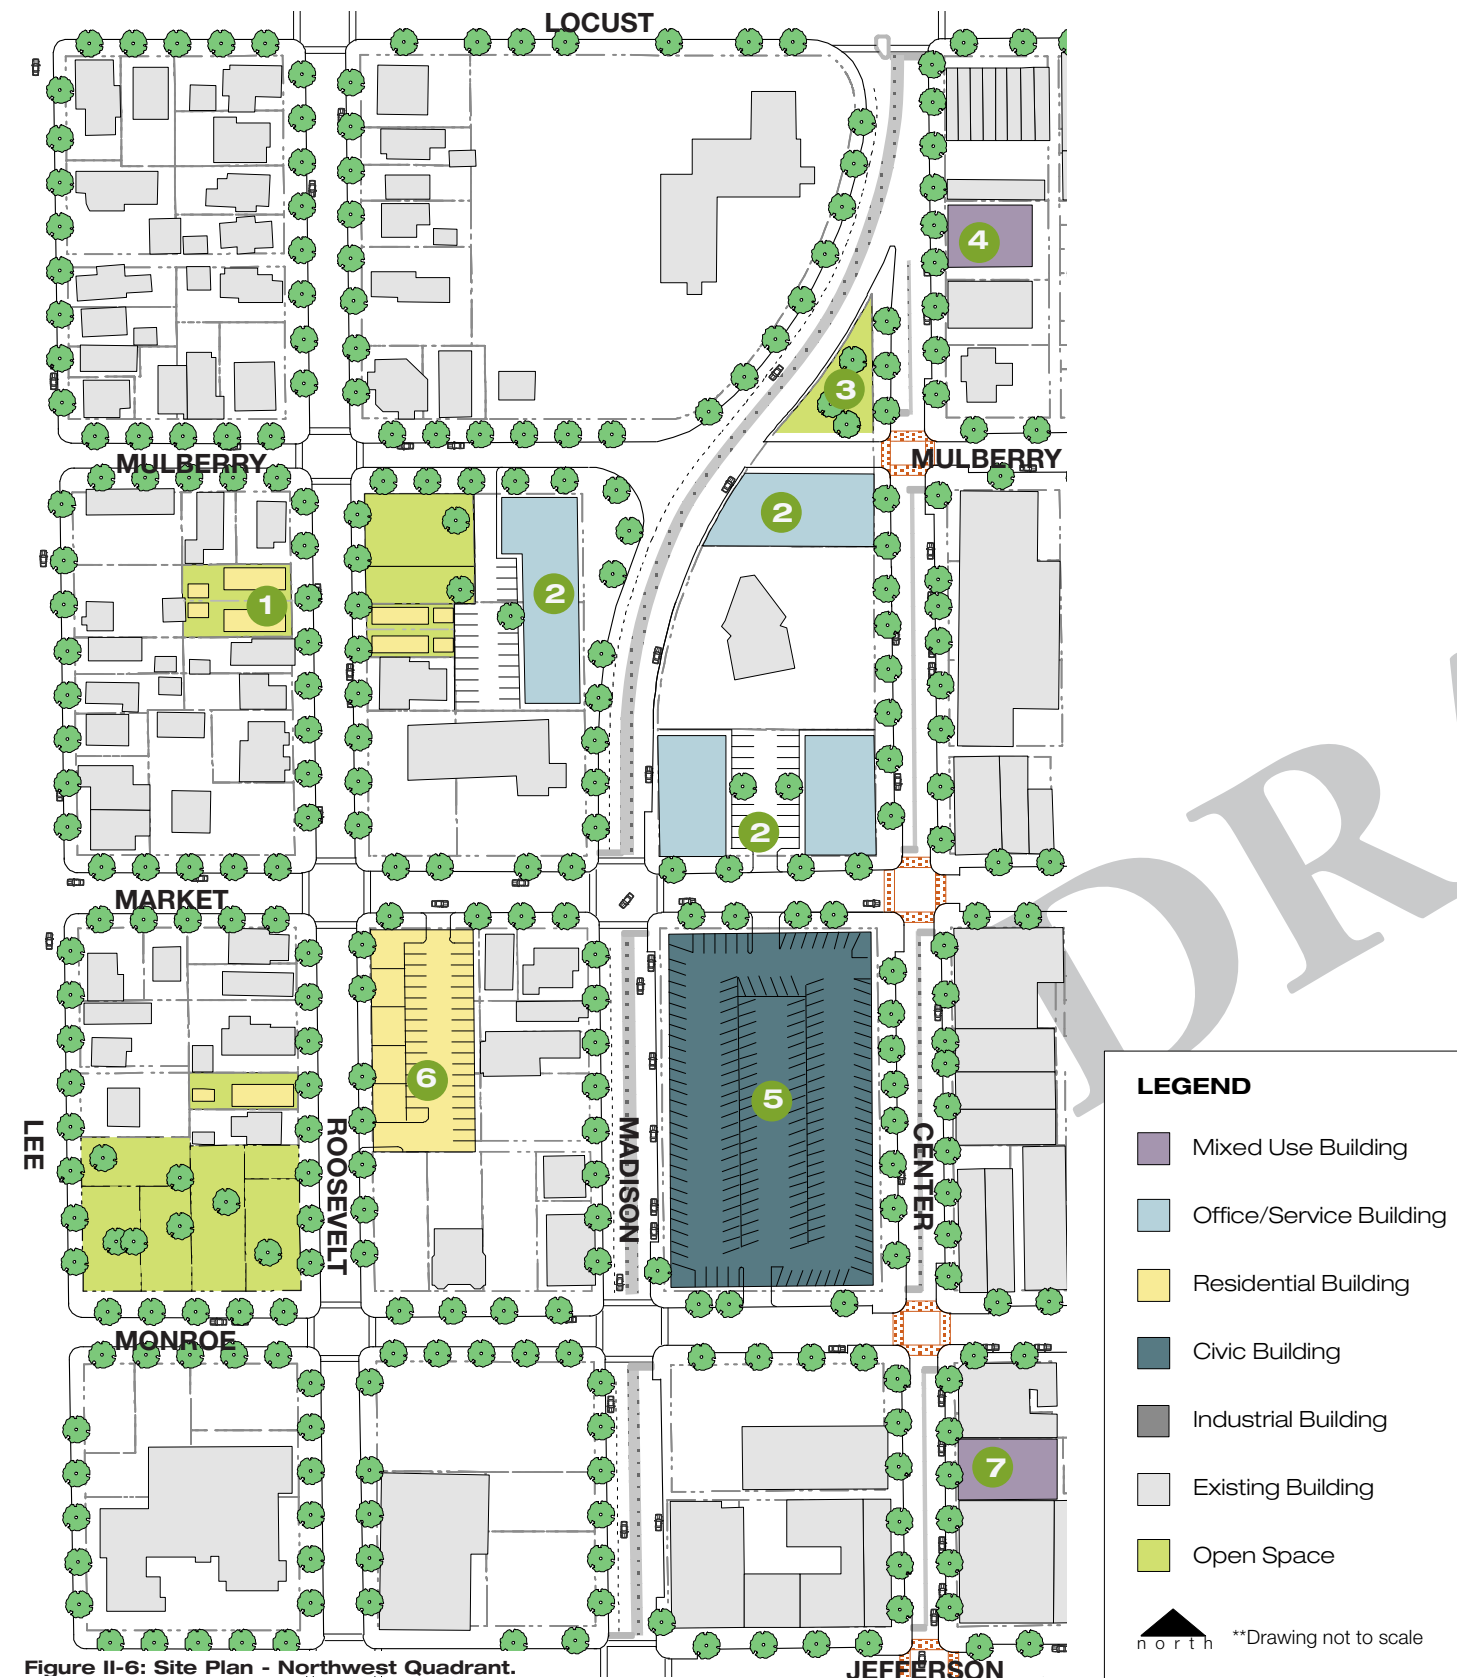 LOCUST
4
3
MULBERRY
MULBERRY
2
1
2
2
MARKET
6
5
LEE
ROOSEVELT
MADISON
CENTER
MONROE
7
JEFFERSON
DRA
LEGEND
Mixed Use Building
Office/Service Building
Residential Building
Civic Building
Industrial Building
Existing Building
Open Space
north
**Drawing not to scale
Figure II-6: Site Plan - Northwest Quadrant.